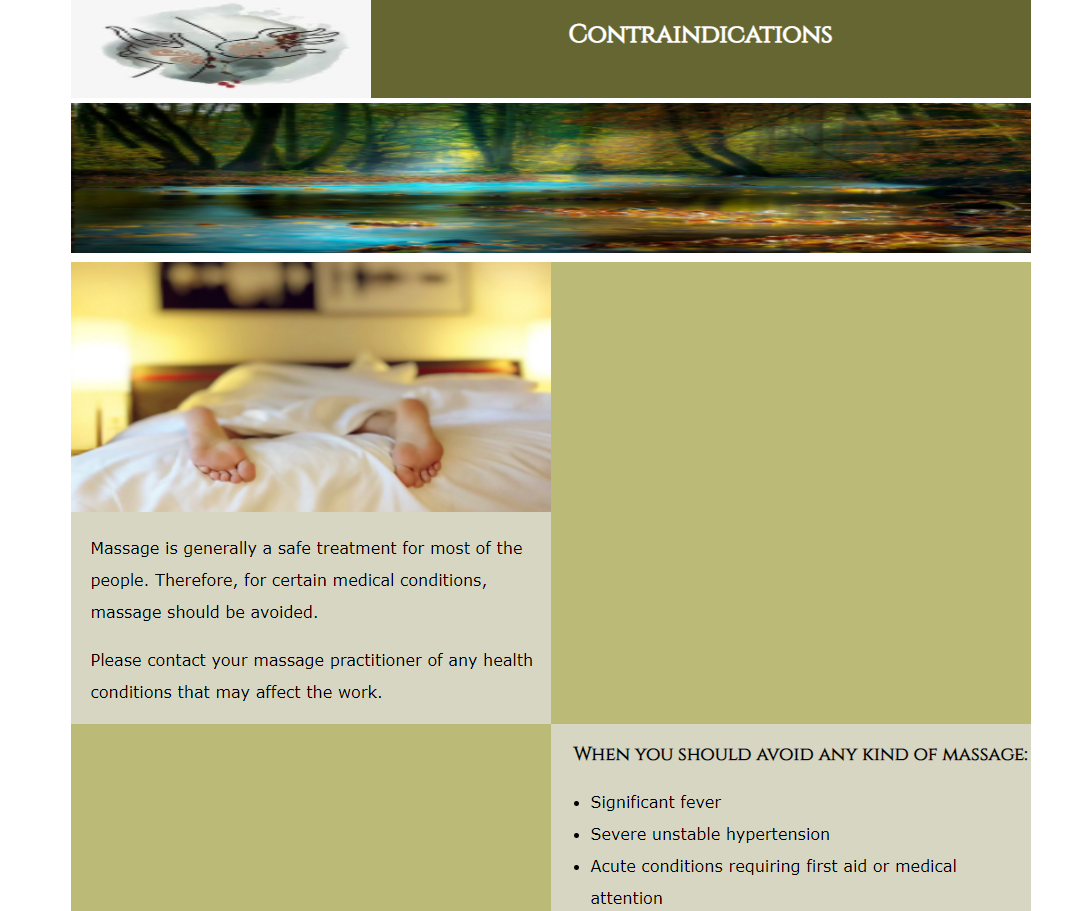 Contraindications
Massage is generally a safe treatment for most of the
people. Therefore, for certain medical conditions,
massage should be avoided.
Please contact your massage practitioner of any health
conditions that may affect the work.
When you should avoid any kind of massage:
• Significant fever
• Severe unstable hypertension
• Acute conditions requiring first aid or medical
attention